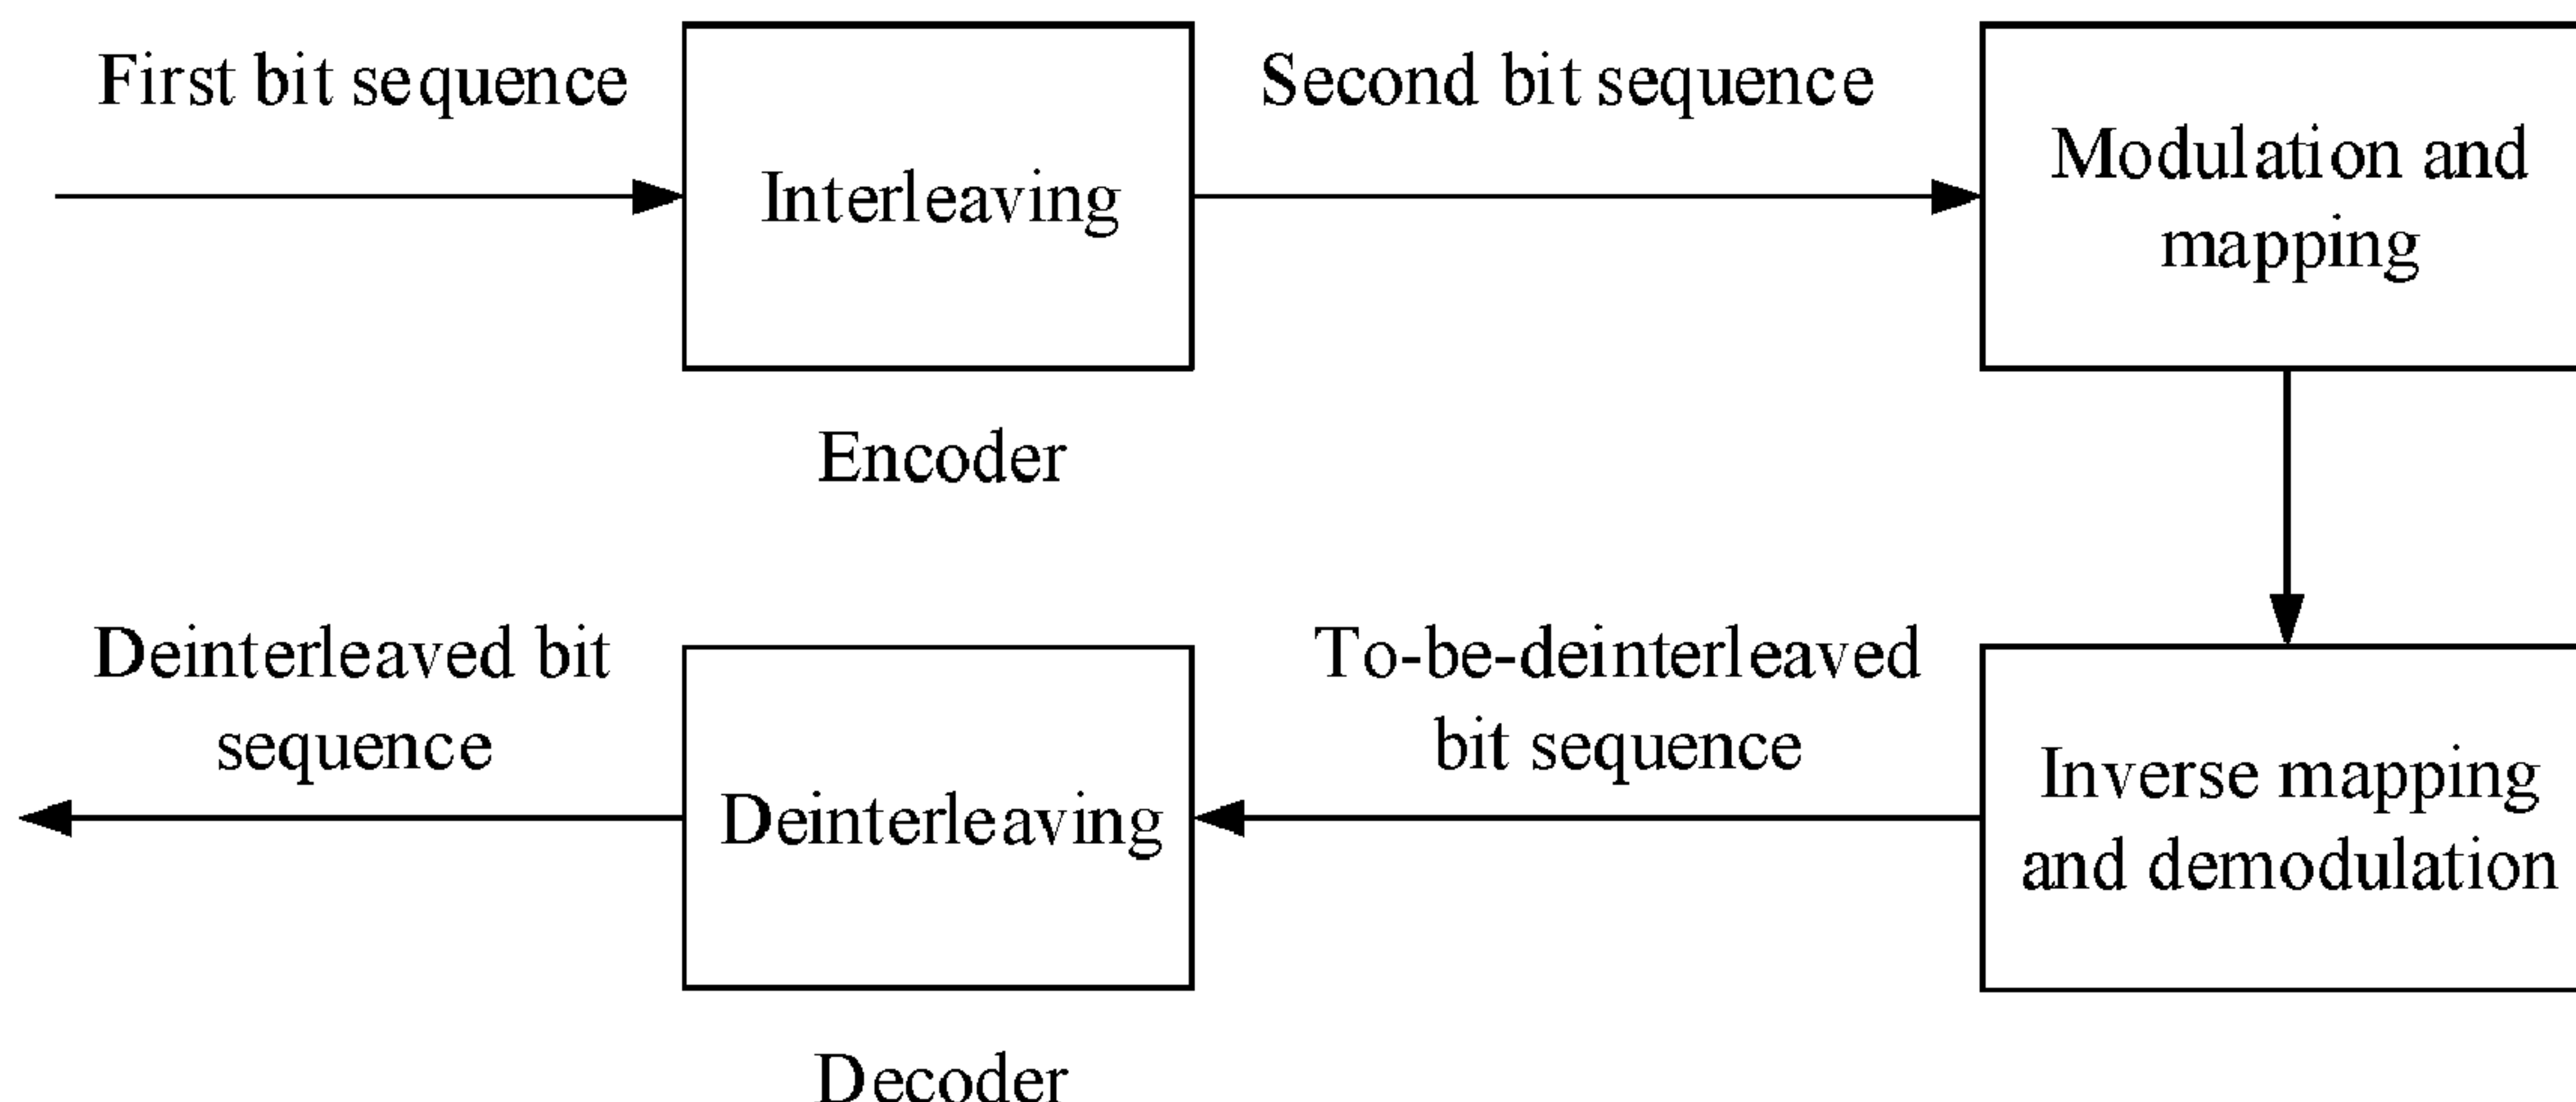 First bit sequence
Interleaving
Second bit sequence
Modulation and
mapping
Encoder
Deinterleaved bit
sequence
Deinterleaving
To-be-deinterleaved
bit sequence
Inverse mapping
and demodulation
Decoder